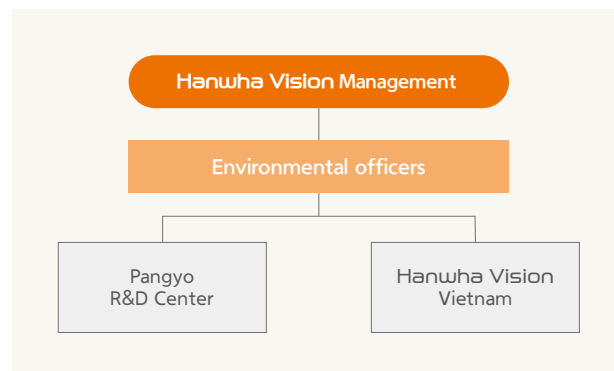 Hanwha Vision Management
Environmental officers
Pangyo
R&D Center
Hanwha Vision
Vietnam